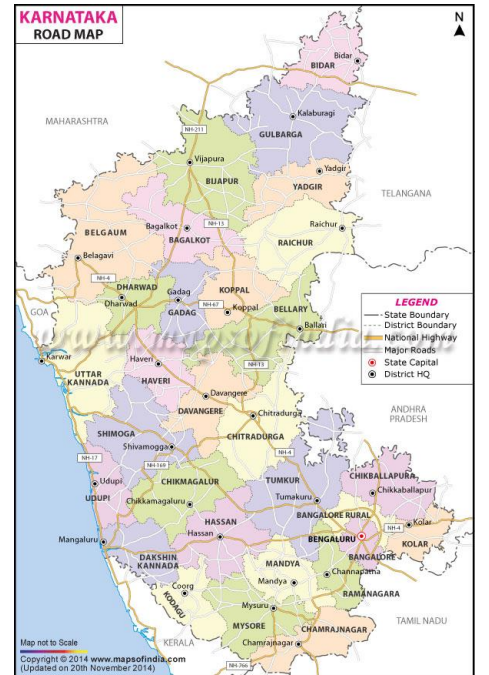 KARNATAKA
ROAD MAP
N
Bidar
BIDAR
MAHARASHTRA
Kalaburagi
GULBARGA
NH-211
Vijapura
Yadgir
BIJAPUR
YADGIR
TELANGANA
Bagalkot
NH-13
Raichur
BELGAUM
BAGALKOT
RAICHUR
Belagavi
NH-4
DHARWAD
Gadag
KOPPAL
Dharwad
GADAG
NH-67
Koppal
BELLARY
GOA
Ballari
www.mapsofindia.com
LEGEND
State Boundary
District Boundary
National Highway
Major Roads
State Capital
District HQ
Karwar
Haveri
NH-13
UTTAR
KANNADA
HAVERI
Davangere
DAVANGERE
Chitradurga
ANDHRA
PRADESH
SHIMOGA
CHITRADURGA
Shivamogga
NH-4
NH-17
NH-169
CHIKBALLAPURA
Udupi
CHIKMAGALUR
TUMKUR
Chikkaballapur
UDUPI
Chikkamagaluru
Tumakuru
BANGALORE RURAL
HASSAN
NH-4
Kolar
Mangaluru
Hassan
BENGALURU
KOLAR
DAKSHIN
KANNADA
BANGALORE
MANDYA
Channapatna
Coorg
Mandya
RAMANAGARA
KODAGU
Mysuru
MYSORE
CHAMRAJNAGAR
TAMIL NADU
KERALA
Chamrajnagar
Map not to Scale
Copyright © 2014 www.mapsofindia.com
(Updated on 20th November 2014)
NH-766